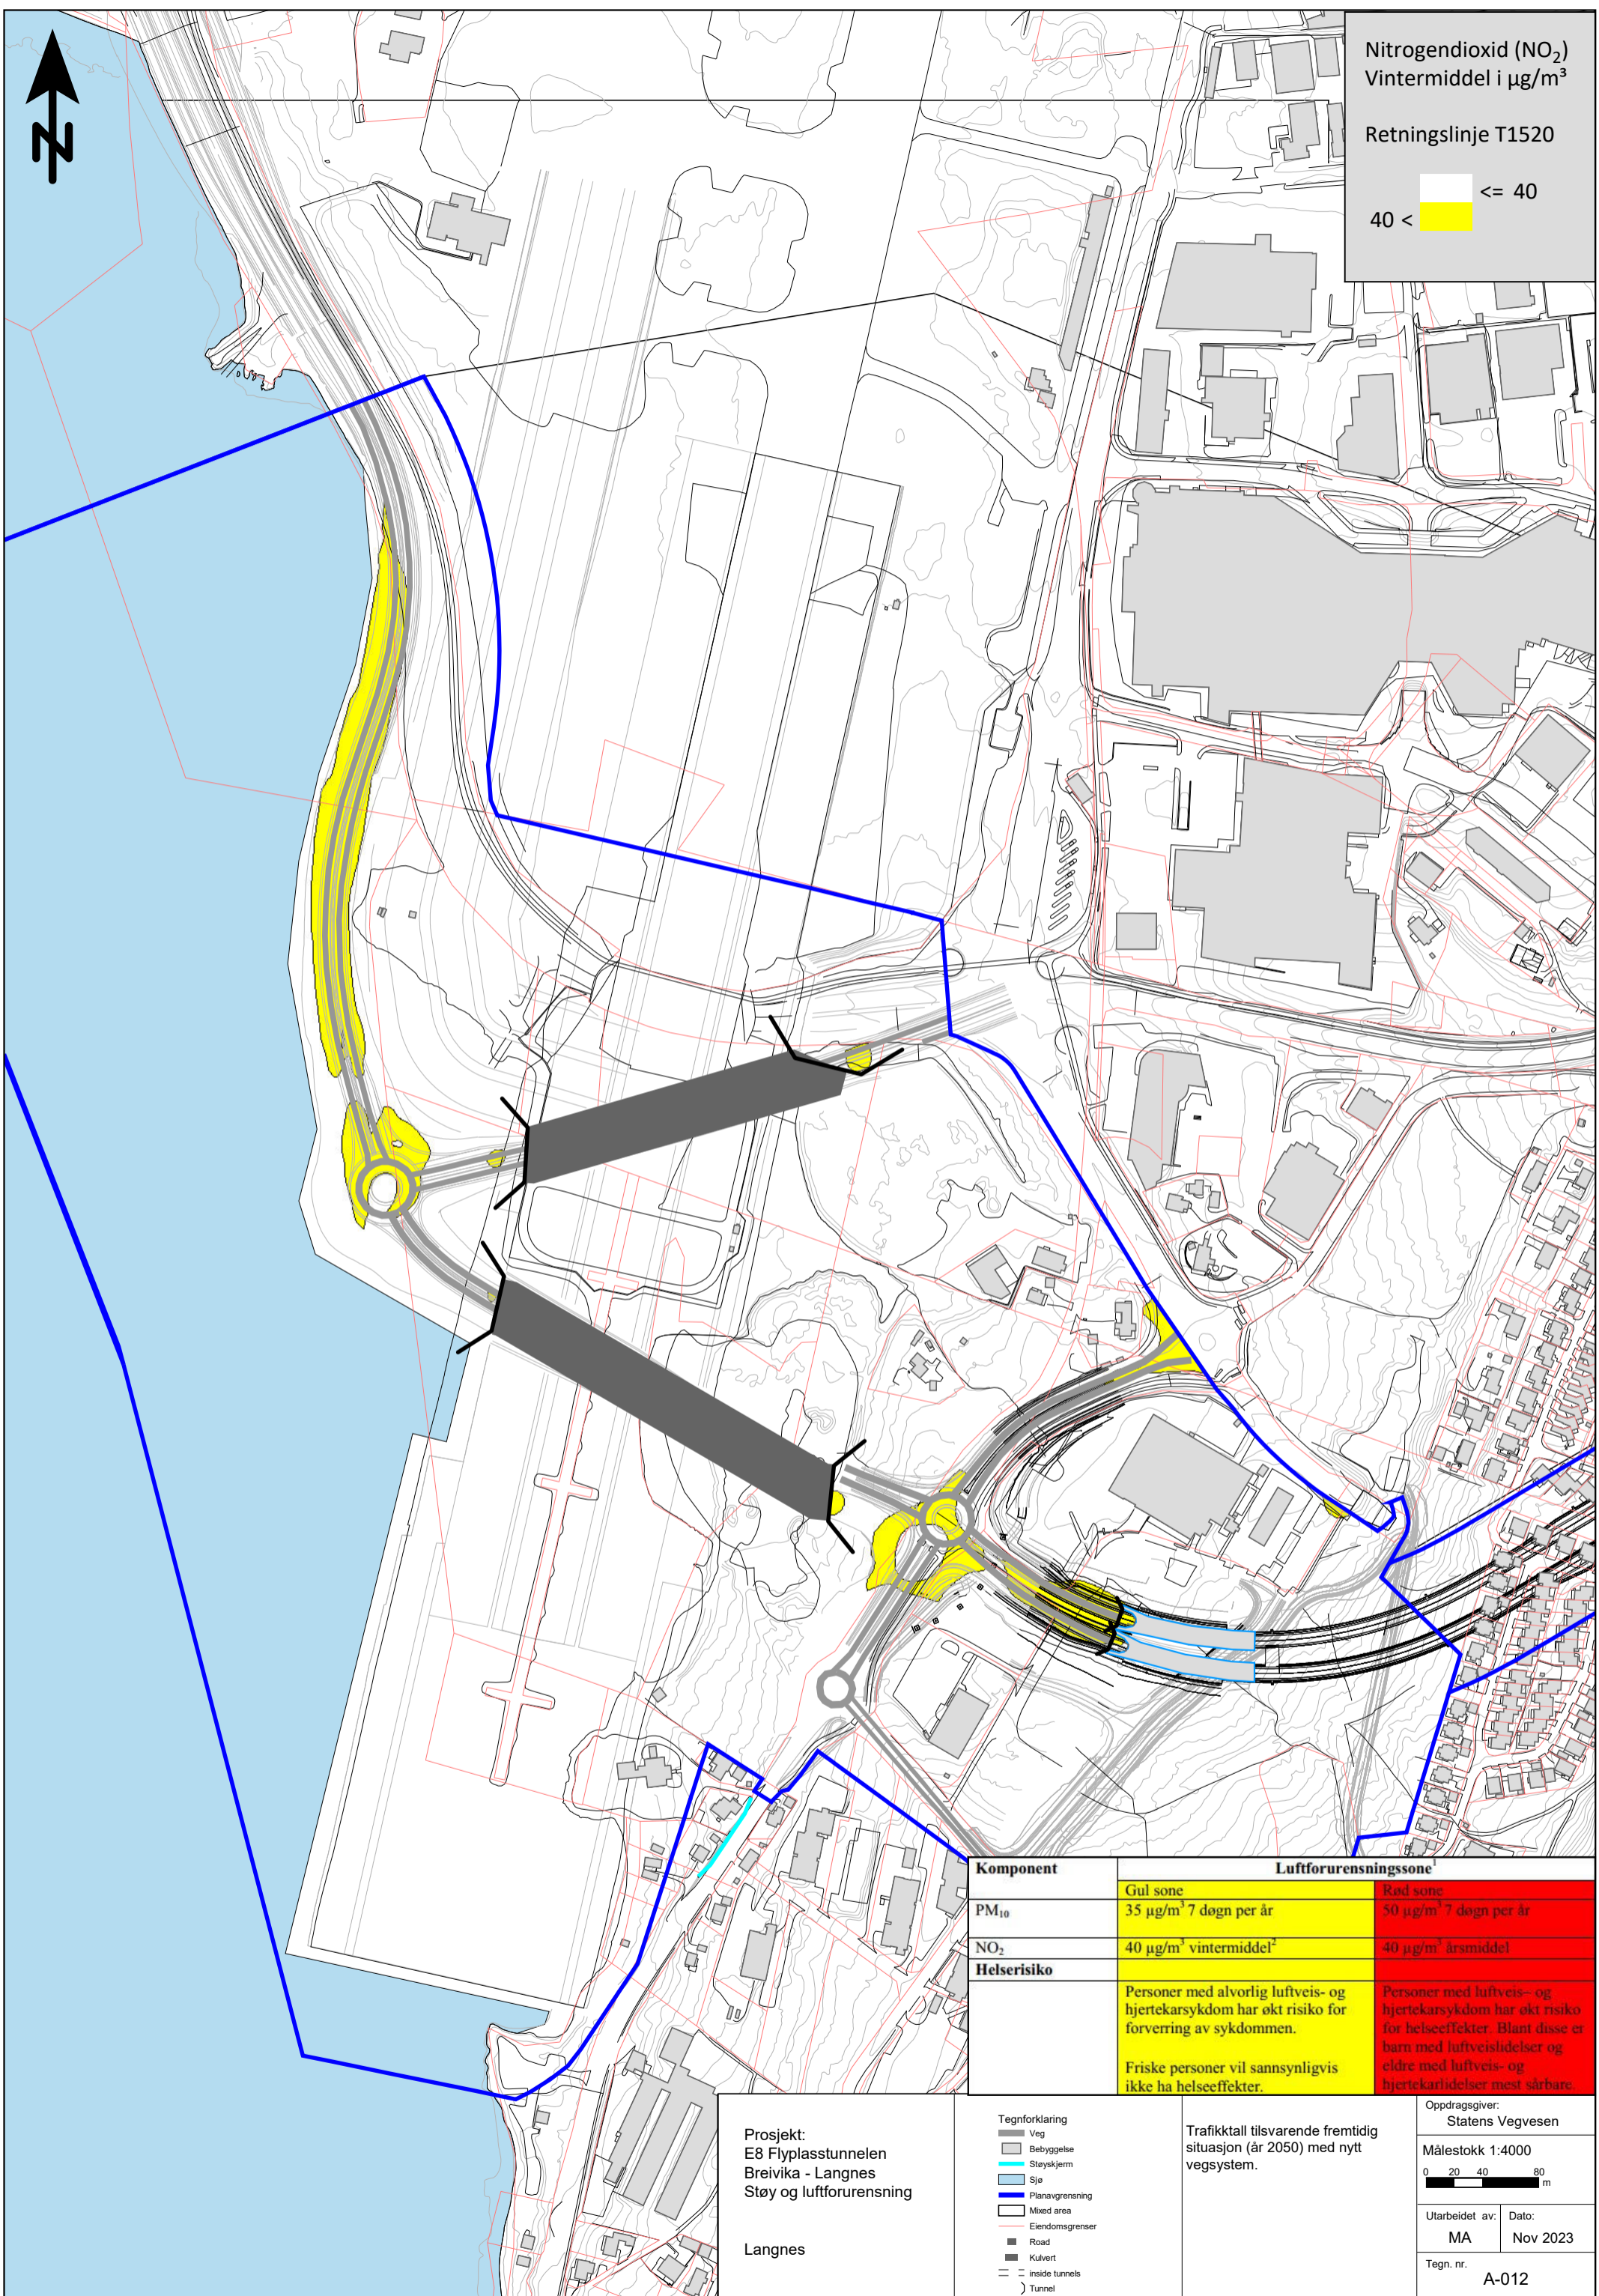 N
Nitrogendioxid (NO₂)
Vintermiddel i µg/m³
Retningslinje T1520
<= 40
40 <
Komponent
Luftforurensningssone¹
Gul sone
Rød sone
PM₁₀
35 µg/m³ 7 døgn per år
50 µg/m³ 7 døgn per år
NO₂
40 µg/m³ vintermiddel²
40 µg/m³ årsmiddel
Helserisiko
Personer med alvorlig luftveis- og
hjertekarsykdom har økt risiko for
forverring av sykdommen.
Friske personer vil sannsynligvis
ikke ha helseeffekter.
Personer med luftveis- og
hjertekarsykdom har økt risiko
for helseeffekter. Blant disse er
barn med luftveislidelser og
eldre med luftveis- og
hjertekarlidelser mest sårbare.
Prosjekt:
E8 Flyplasstunnelen
Breivika - Langnes
Støy og luftforurensning
Langnes
Tegnforklaring
Veg
Bebyggelse
Støyskjerm
Sjø
Planavgrensning
Mixed area
Eiendomsgrenser
Road
Kulvert
inside tunnels
Tunnel
Trafikktall tilsvarende fremtidig
situasjon (år 2050) med nytt
vegsystem.
Oppdragsgiver:
Statens Vegvesen
Målestokk 1:4000
0 20 40 80
m
Utarbeidet av:
MA
Dato:
Nov 2023
Tegn. nr.
A-012